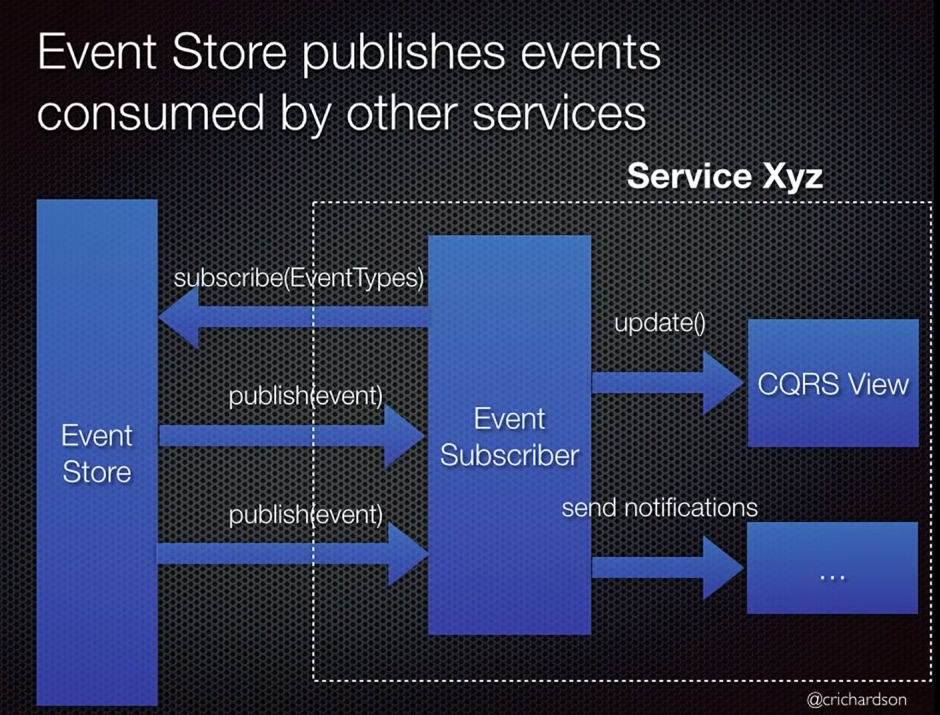 Event Store publishes events
consumed by other services
Service Xyz
subscribe(EventTypes)
update()
publish(event)
CQRS View
Event
Subscriber
Event
Store
publish(event)
send notifications
...
@crichardson